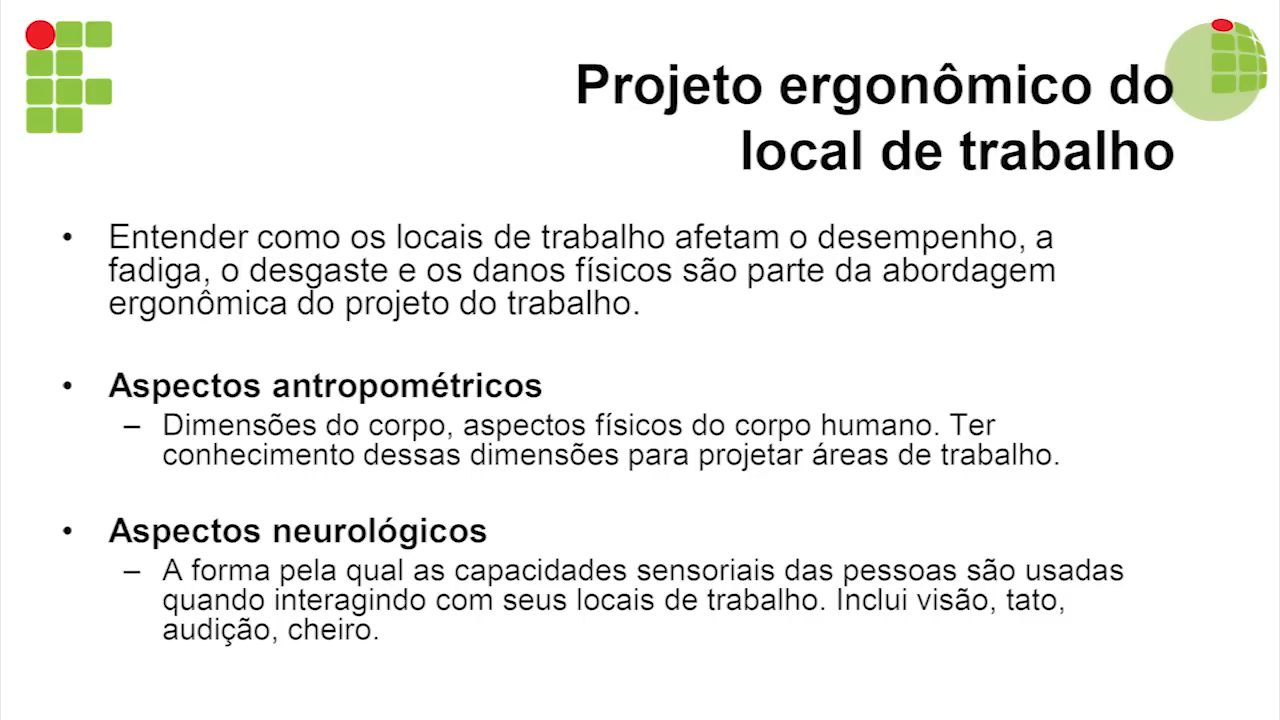 Projeto ergonômico do
local de trabalho
• Entender como os locais de trabalho afetam o desempenho, a
fadiga, o desgaste e os danos físicos são parte da abordagem
ergonômica do projeto do trabalho.
• Aspectos antropométricos
– Dimensões do corpo, aspectos físicos do corpo humano. Ter
conhecimento dessas dimensões para projetar áreas de trabalho.
• Aspectos neurológicos
– A forma pela qual as capacidades sensoriais das pessoas são usadas
quando interagindo com seus locais de trabalho. Inclui visão, tato,
audição, cheiro.